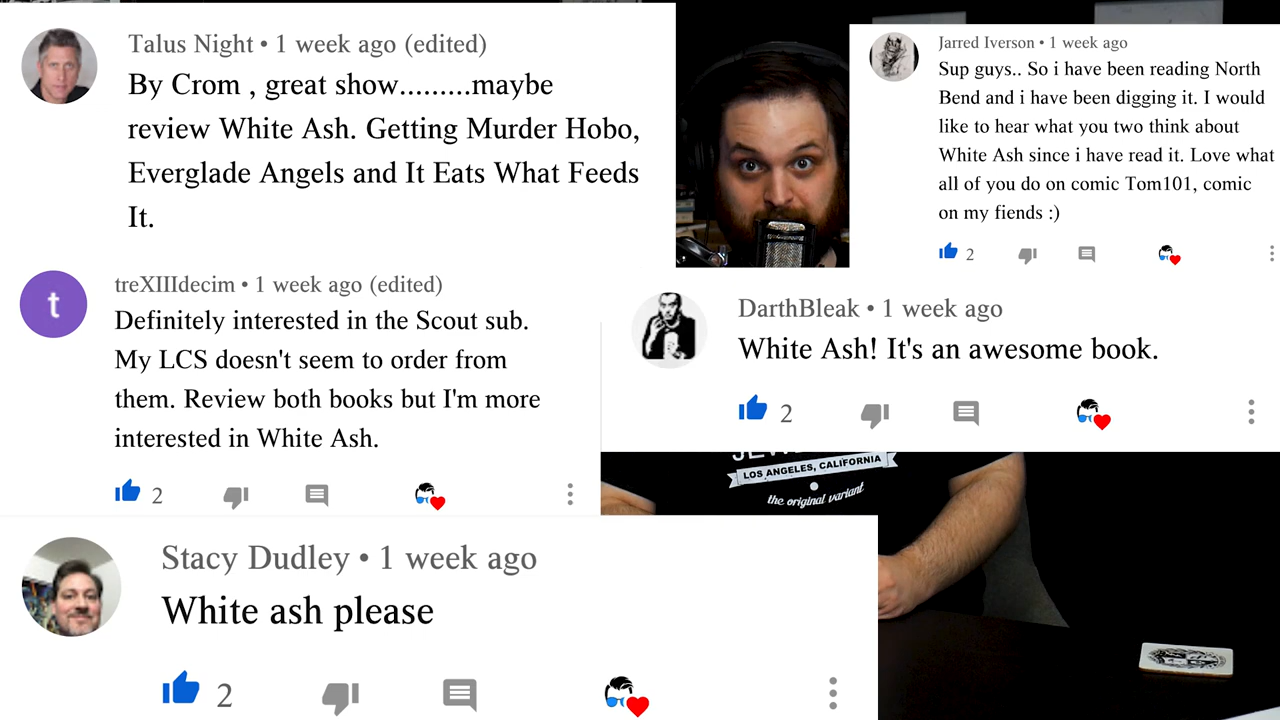 Talus Night • 1 week ago (edited)
By Crom , great show.........maybe
review White Ash. Getting Murder Hobo,
Everglade Angels and It Eats What Feeds
It.
Jarred Iverson • 1 week ago
Sup guys.. So i have been reading North
Bend and i have been digging it. I would
like to hear what you two think about
White Ash since i have read it. Love what
all of you do on comic Tom101, comic
on my fiends :)
2
t
treXIIIdecim • 1 week ago (edited)
Definitely interested in the Scout sub.
My LCS doesn't seem to order from
them. Review both books but I'm more
interested in White Ash.
2
DarthBleak • 1 week ago
White Ash! It's an awesome book.
2
LOS ANGELES, CALIFORNIA
the original variant
Stacy Dudley • 1 week ago
White ash please
2